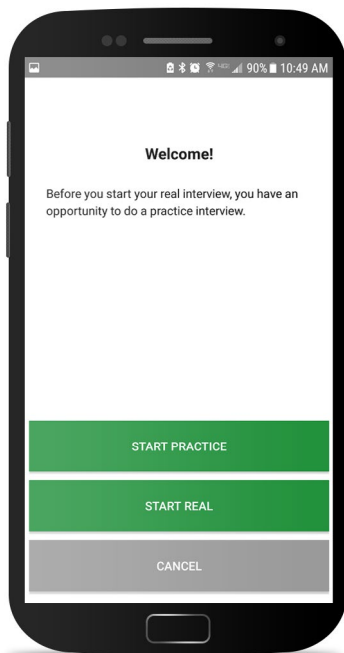 90% 10:49 AM
Welcome!
Before you start your real interview, you have an
opportunity to do a practice interview.
START PRACTICE
START REAL
CANCEL